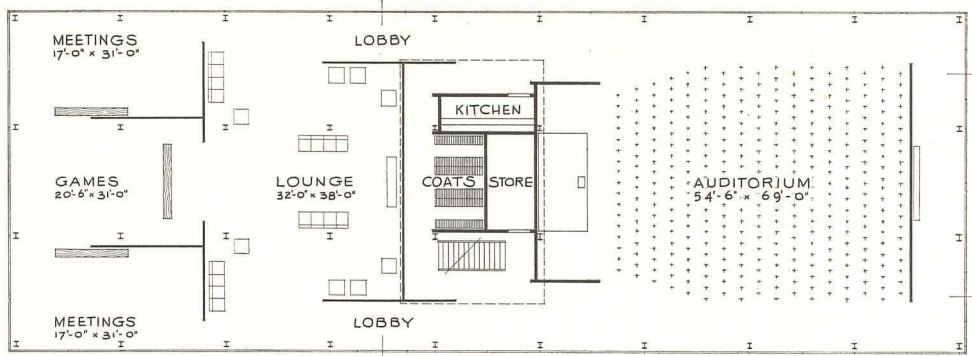 MEETINGS
17'-0" × 31'-0"
LOBBY
KITCHEN
GAMES
20'-6" × 31'-0"
LOUNGE
32'-0" × 38'-0"
COATS
STORE
AUDITORIUM
54'-6" × 69'-0"
MEETINGS
17'-0" × 31'-0"
LOBBY